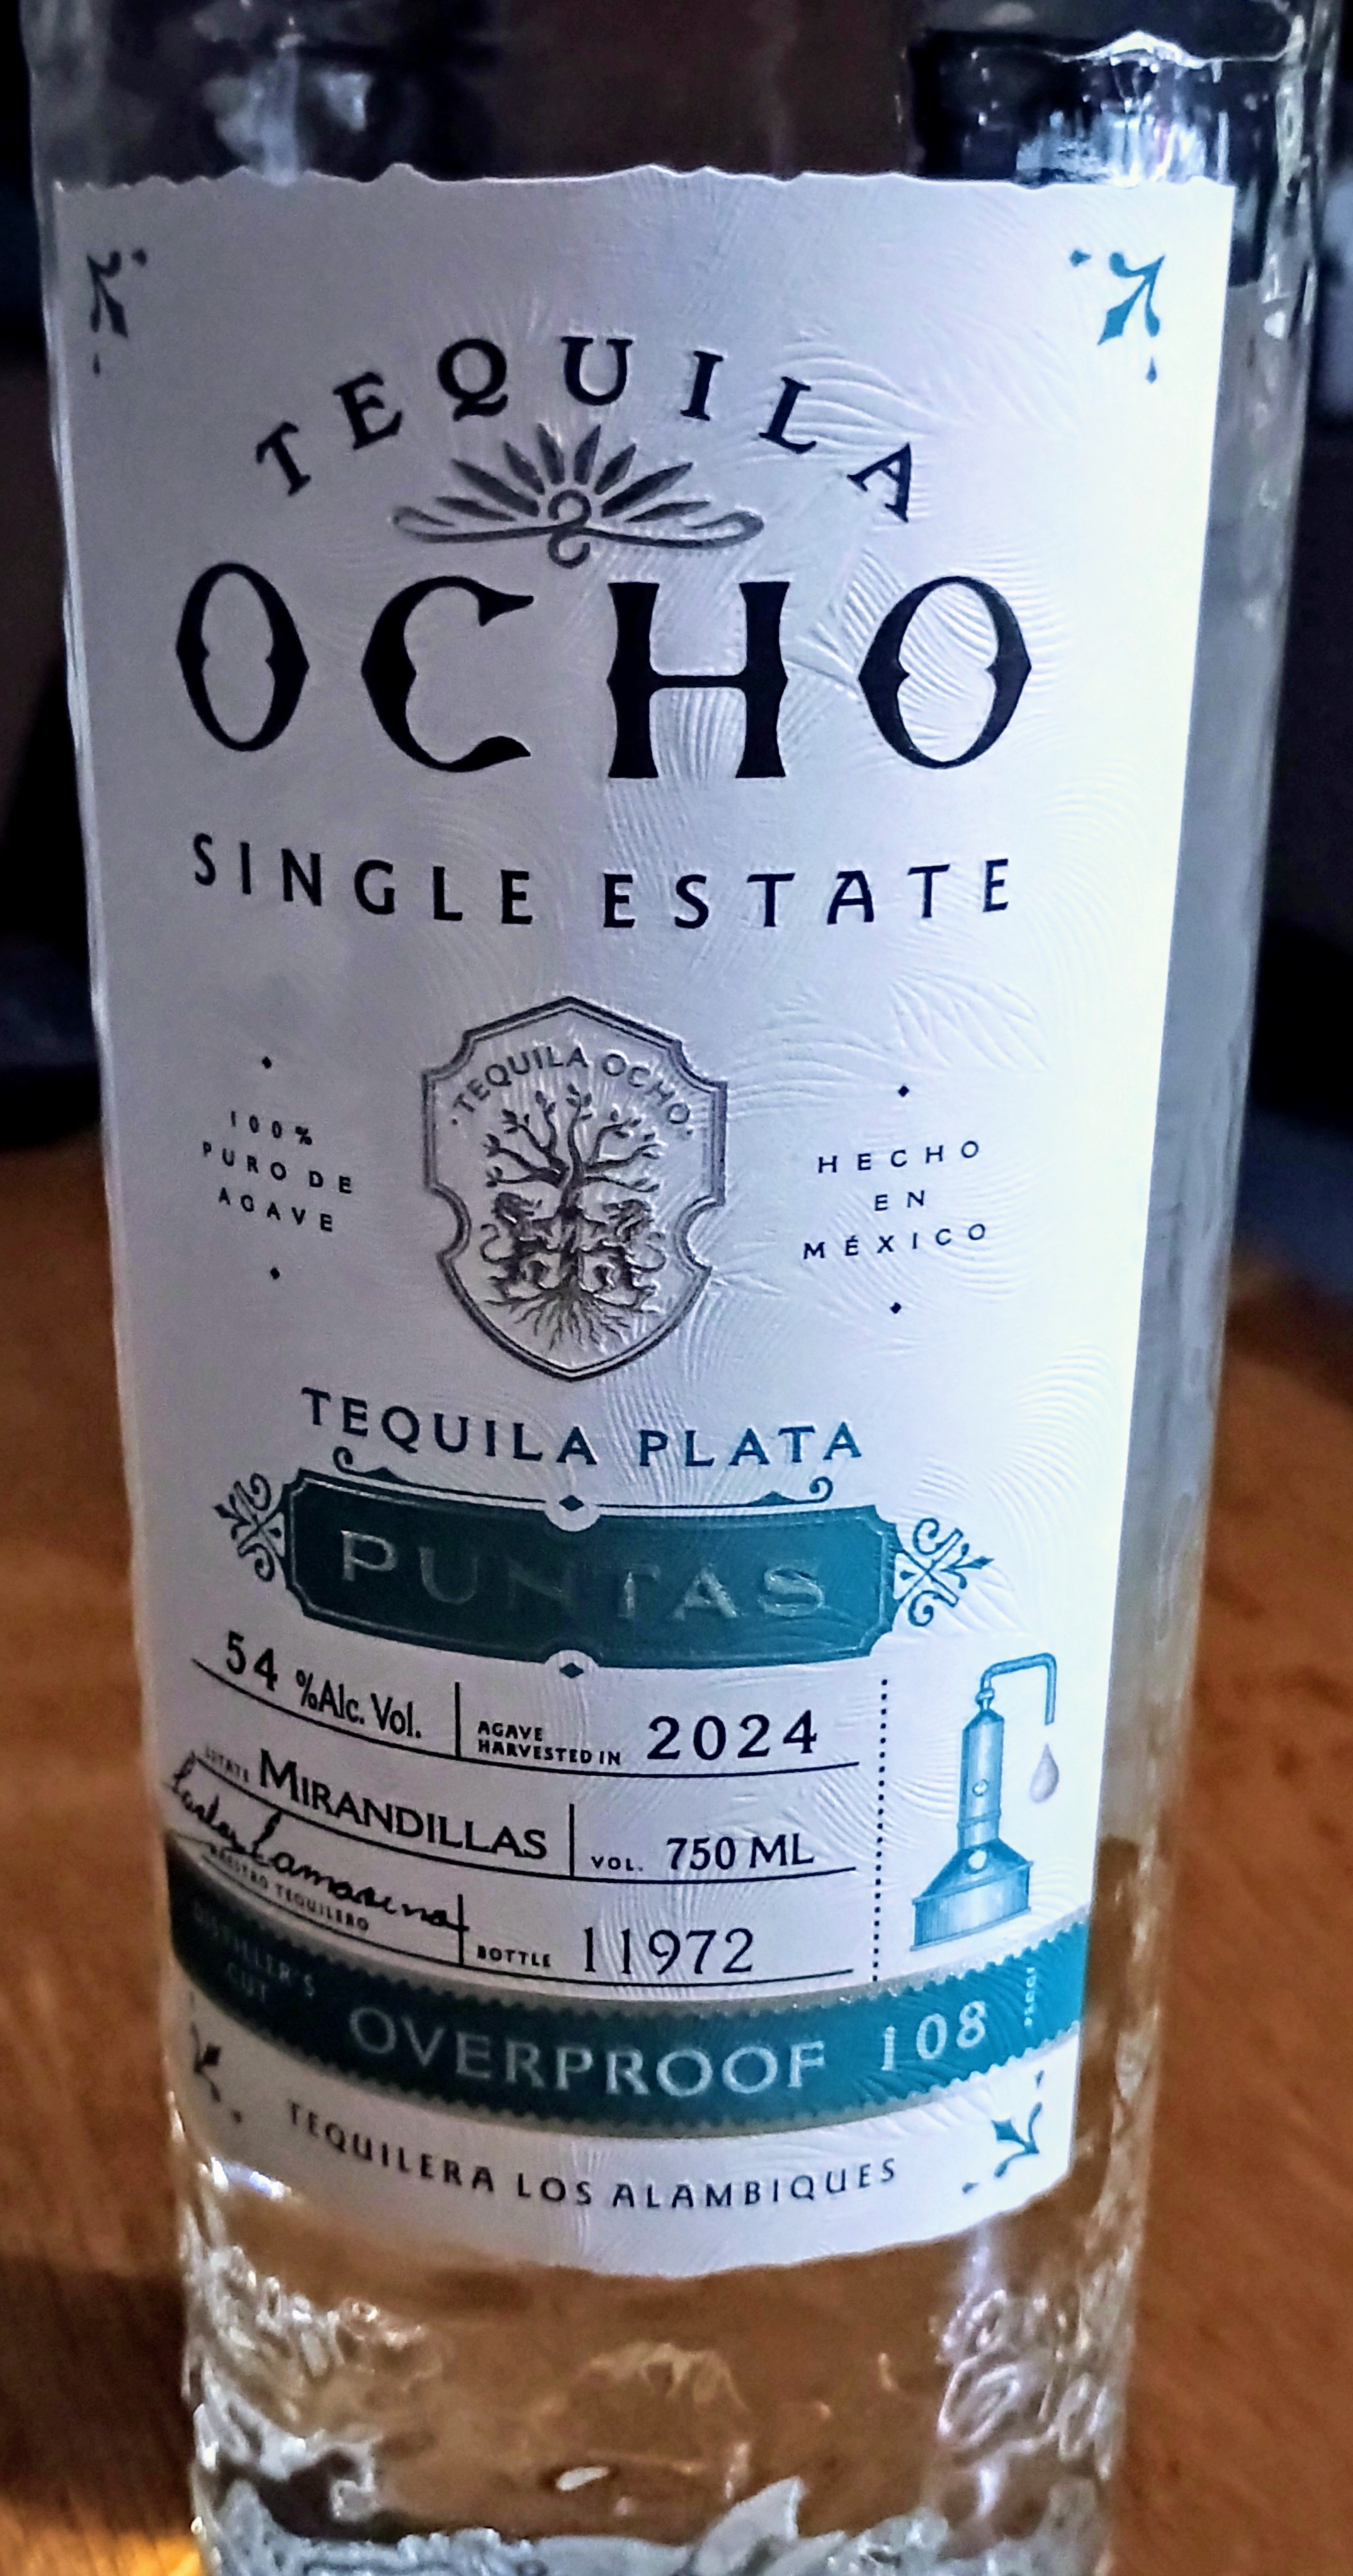 TEQUILA
OCHO
SINGLE ESTATE
TEQUILA OCHO
100%
PURO DE
AGAVE
HECHO
EN
MÉXICO
TEQUILA PLATA
PUNTAS
54 %Alc. Vol.
AGAVE
HARVESTED IN 2024
ESTATE MIRANDILLAS
VOL. 750 ML
Carlos Camarena
MAESTRO TEQUILERO
BOTTLE 11972
DISTILLER'S
CUT
OVERPROOF 108 PROOF
TEQUILERA LOS ALAMBIQUES